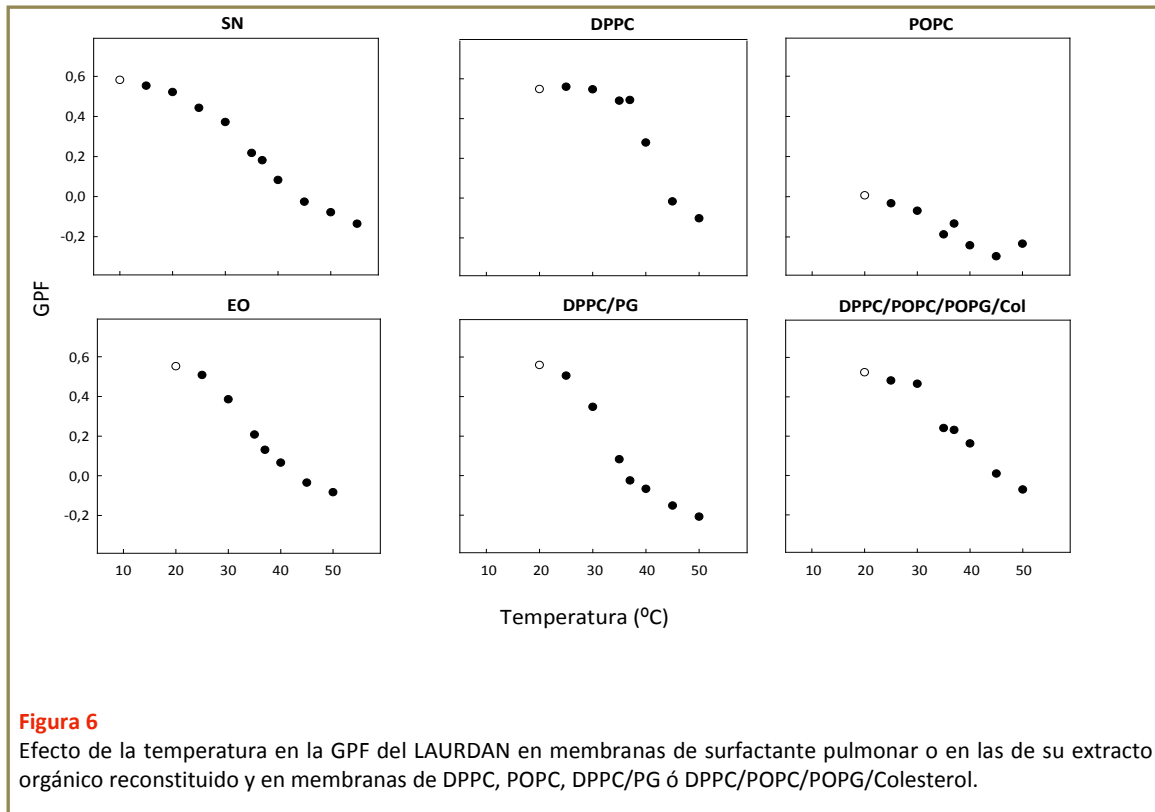 SN
DPPC
POPC
0,6
0,4
0,2
0,0
-0,2
GPF
EO
DPPC/PG
DPPC/POPC/POPG/Col
0,6
0,4
0,2
0,0
-0,2
10 20 30 40 50
10 20 30 40 50
10 20 30 40 50
Temperatura (⁰C)
Figura 6
Efecto de la temperatura en la GPF del LAURDAN en membranas de surfactante pulmonar o en las de su extracto
orgánico reconstituido y en membranas de DPPC, POPC, DPPC/PG ó DPPC/POPC/POPG/Colesterol.